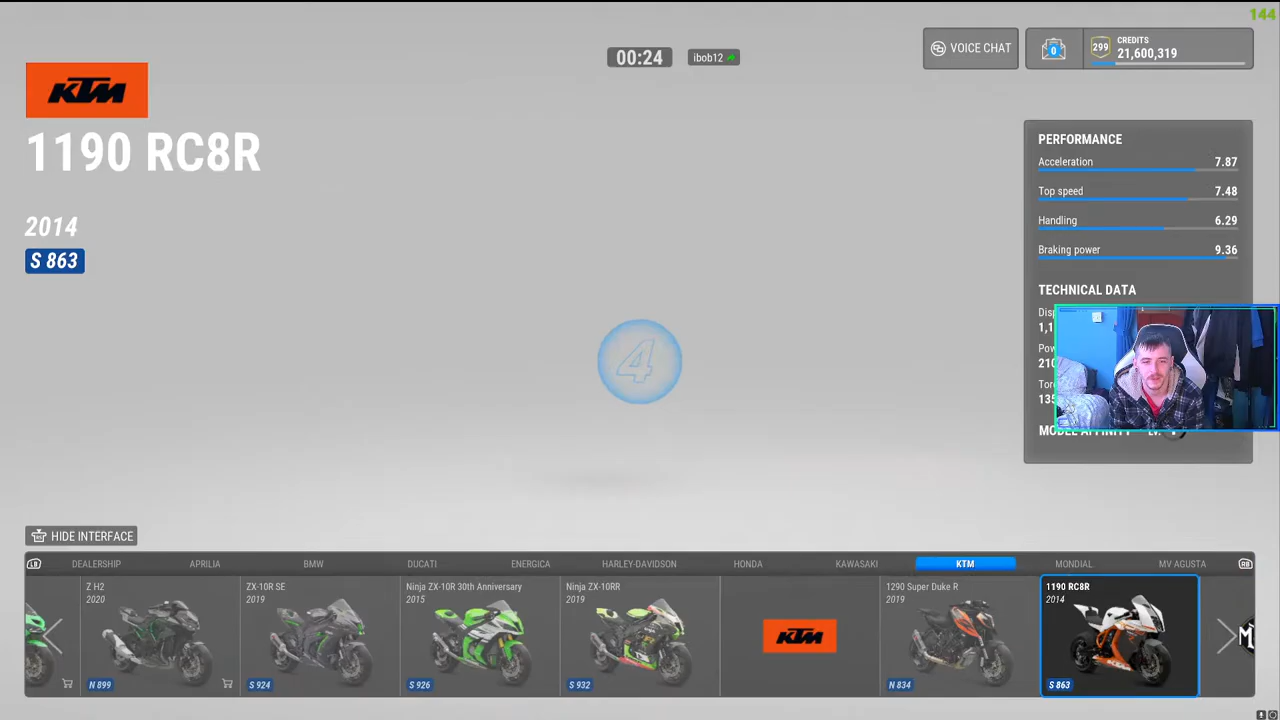 144
00:24
ibob12
VOICE CHAT
0
299
CREDITS
21,600,319
KTM
1190 RC8R
2014
S 863
PERFORMANCE
Acceleration 7.87
Top speed 7.48
Handling 6.29
Braking power 9.36
TECHNICAL DATA
4
HIDE INTERFACE
LB DEALERSHIP APRILIA BMW DUCATI ENERGICA HARLEY-DAVIDSON HONDA KAWASAKI KTM MONDIAL MV AGUSTA RB
Z H2
2020
N 899
ZX-10R SE
2019
S 924
Ninja ZX-10R 30th Anniversary
2015
S 926
Ninja ZX-10RR
2019
S 932
KTM
1290 Super Duke R
2019
N 834
1190 RC8R
2014
S 863